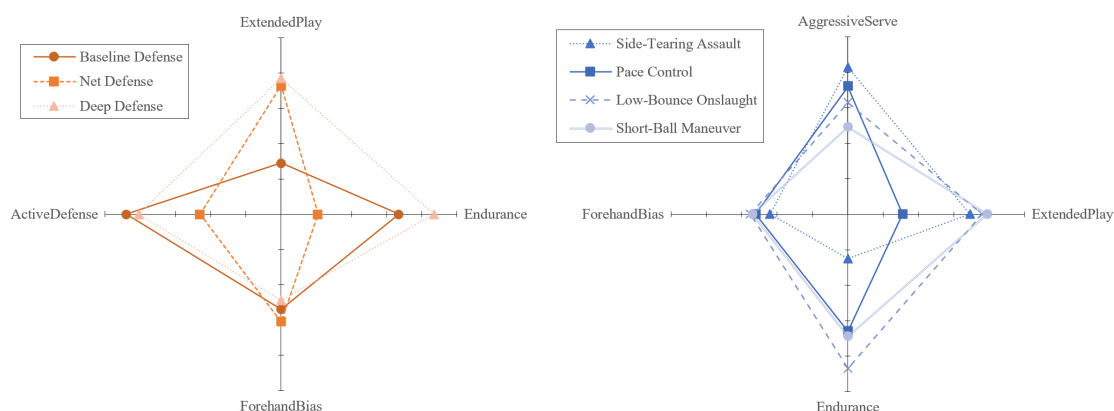 ExtendedPlay
Baseline Defense
Net Defense
Deep Defense
ActiveDefense
Endurance
ForehandBias
AggressiveServe
Side-Tearing Assault
Pace Control
Low-Bounce Onslaught
Short-Ball Maneuver
ForehandBias
ExtendedPlay
Endurance